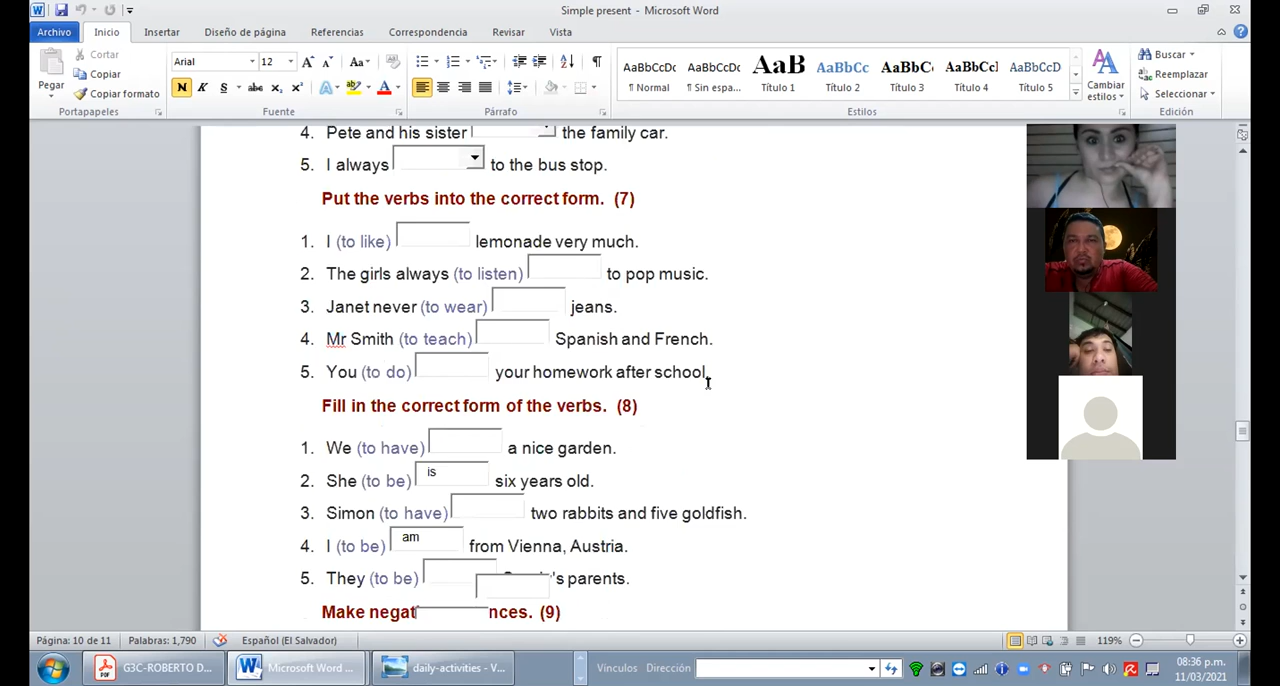 Simple present - Microsoft Word
Archivo Inicio Insertar Diseño de página Referencias Correspondencia Revisar Vista
Pegar
Cortar
Copiar
Copiar formato
Portapapeles
Arial 12
N K S abc x₂ x² A A
Fuente
Párrafo
AaBbCcDc AaBbCcDc AaB AaBbCc AaBbC AaBbCcI AaBbCcDd
¶ Normal ¶ Sin espa... Título 1 Título 2 Título 3 Título 4 Título 5
Estilos
Cambiar estilos
Buscar
Reemplazar
Seleccionar
Edición
4. Pete and his sister the family car.
5. I always to the bus stop.
Put the verbs into the correct form. (7)
1. I (to like) lemonade very much.
2. The girls always (to listen) to pop music.
3. Janet never (to wear) jeans.
4. Mr Smith (to teach) Spanish and French.
5. You (to do) your homework after school.
Fill in the correct form of the verbs. (8)
1. We (to have) a nice garden.
2. She (to be) is six years old.
3. Simon (to have) two rabbits and five goldfish.
4. I (to be) am from Vienna, Austria.
5. They (to be) 's parents.
Make negat nces. (9)
Página: 10 de 11 Palabras: 1,790 Español (El Salvador) 119%
G3C-ROBERTO D... Microsoft Word ... daily-activities - V... Vínculos Dirección
08:36 p.m.
11/03/2021